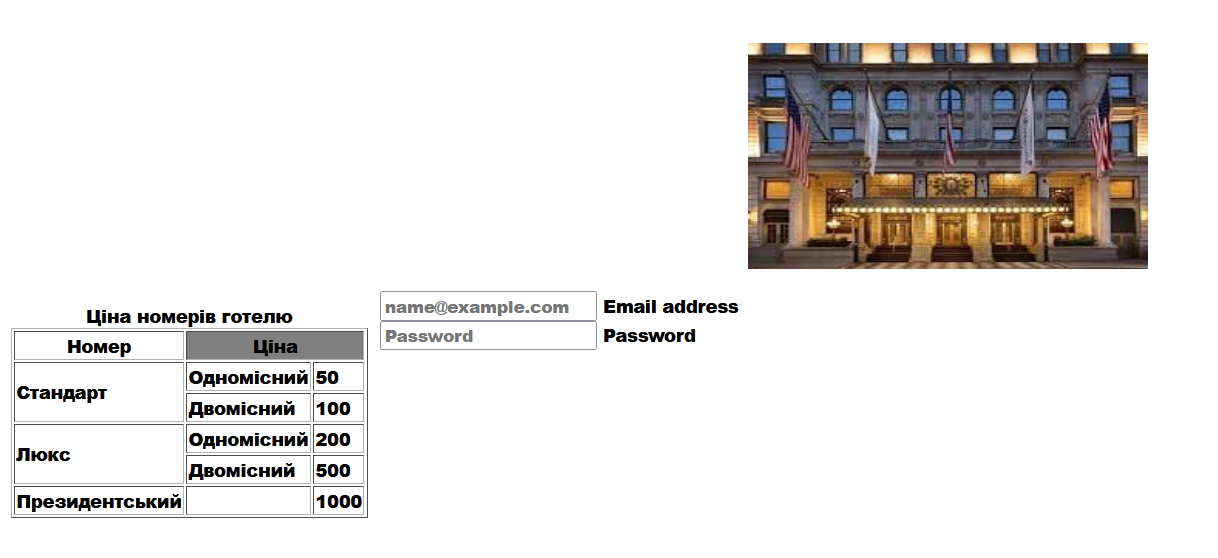 Ціна номерів готелю
Номер Ціна
Стандарт Одномісний 50
Двомісний 100
Люкс Одномісний 200
Двомісний 500
Президентський 1000
name@example.com Email address
Password Password